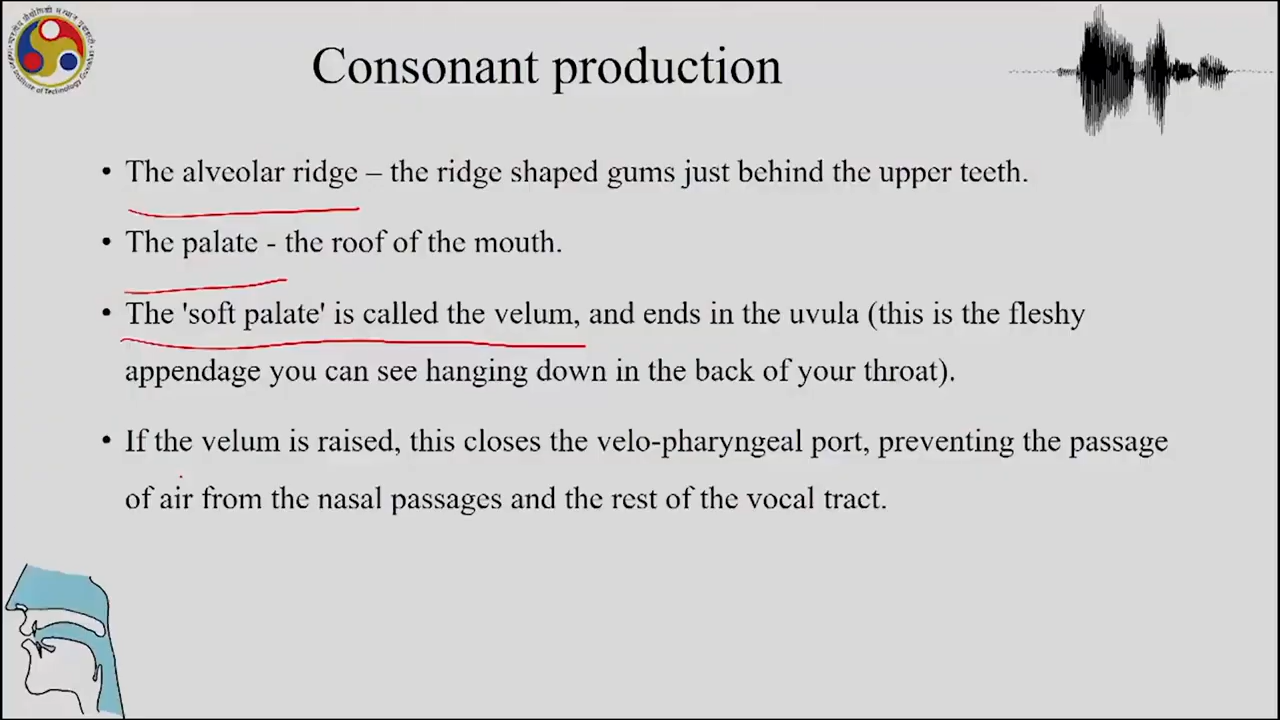 Consonant production
• The alveolar ridge – the ridge shaped gums just behind the upper teeth.
• The palate - the roof of the mouth.
• The 'soft palate' is called the velum, and ends in the uvula (this is the fleshy
appendage you can see hanging down in the back of your throat).
• If the velum is raised, this closes the velo-pharyngeal port, preventing the passage
of air from the nasal passages and the rest of the vocal tract.